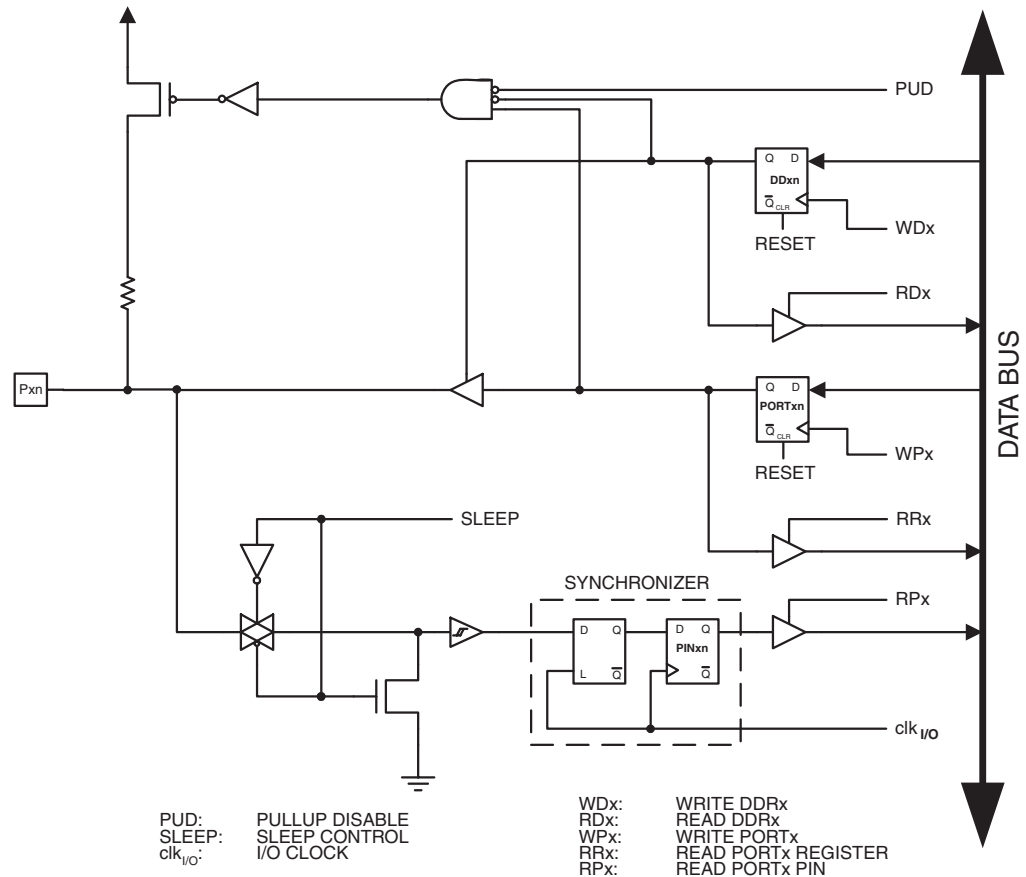 PUD
Q D
DDxn
Q CLR
WDx
RESET
RDx
DATA BUS
Pxn
Q D
PORTxn
Q CLR
WPx
RESET
RRx
SLEEP
SYNCHRONIZER
RPx
D Q
L Q
D Q
PINxn
Q
clk I/O
PUD: PULLUP DISABLE
SLEEP: SLEEP CONTROL
clkI/O: I/O CLOCK
WDx: WRITE DDRx
RDx: READ DDRx
WPx: WRITE PORTx
RRx: READ PORTx REGISTER
RPx: READ PORTx PIN